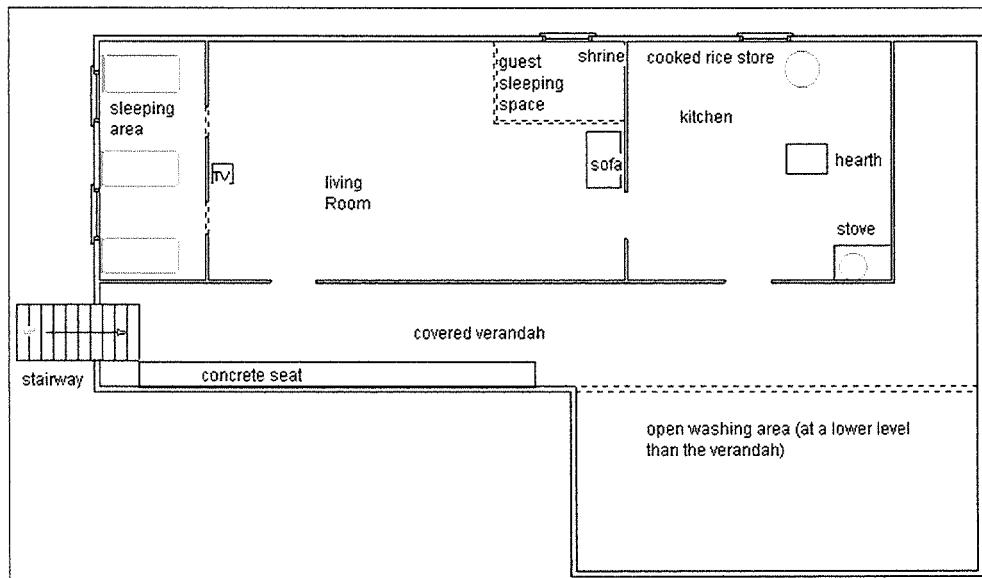 guest
sleeping
space
shrine
cooked rice store
sleeping
area
kitchen
TV
living
Room
sofa
hearth
stove
covered verandah
stairway
concrete seat
open washing area (at a lower level
than the verandah)